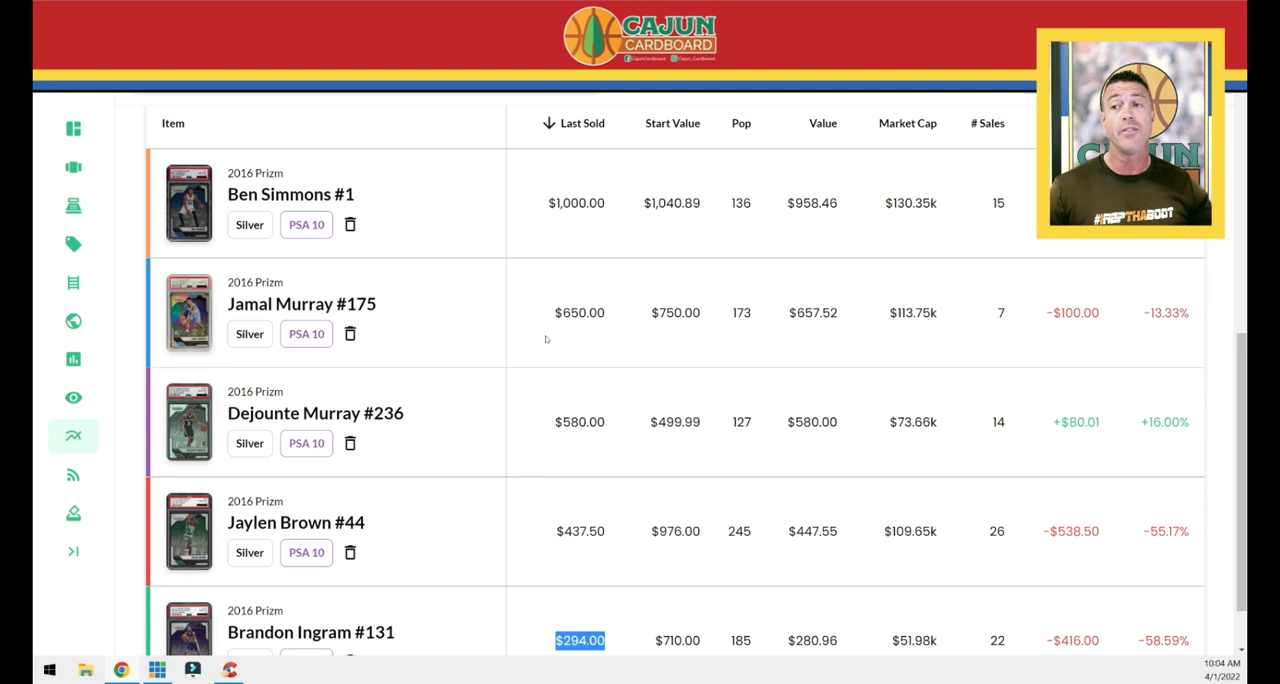 CAJUN
CARDBOARD
CajunCardboard Cajun_Cardboard
Item
Last Sold
Start Value
Pop
Value
Market Cap
# Sales
2016 Prizm
Ben Simmons #1
Silver
PSA 10
$1,000.00
$1,040.89
136
$958.46
$130.35k
15
2016 Prizm
Jamal Murray #175
Silver
PSA 10
$650.00
$750.00
173
$657.52
$113.75k
7
-$100.00
-13.33%
2016 Prizm
Dejounte Murray #236
Silver
PSA 10
$580.00
$499.99
127
$580.00
$73.66k
14
+$80.01
+16.00%
2016 Prizm
Jaylen Brown #44
Silver
PSA 10
$437.50
$976.00
245
$447.55
$109.65k
26
-$538.50
-55.17%
2016 Prizm
Brandon Ingram #131
$294.00
$710.00
185
$280.96
$51.98k
22
-$416.00
-58.59%
#IREPTHABOOT
10:04 AM
4/1/2022